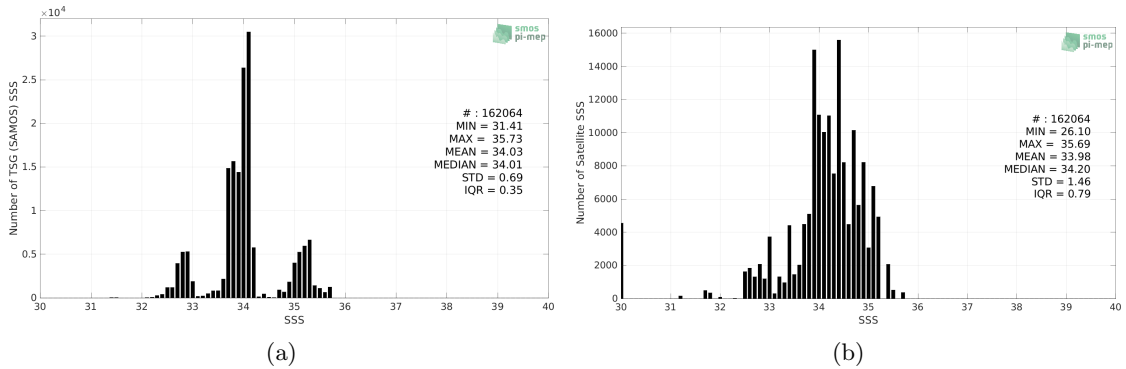 ×10⁴
3
2.5
2
1.5
1
0.5
0
30 31 32 33 34 35 36 37 38 39 40
Number of TSG (SAMOS) SSS
SSS
smos
pi-mep
# : 162064
MIN = 31.41
MAX = 35.73
MEAN = 34.03
MEDIAN = 34.01
STD = 0.69
IQR = 0.35
(a)
16000
14000
12000
10000
8000
6000
4000
2000
0
30 31 32 33 34 35 36 37 38 39 40
Number of Satellite SSS
SSS
smos
pi-mep
# : 162064
MIN = 26.10
MAX = 35.69
MEAN = 33.98
MEDIAN = 34.20
STD = 1.46
IQR = 0.79
(b)